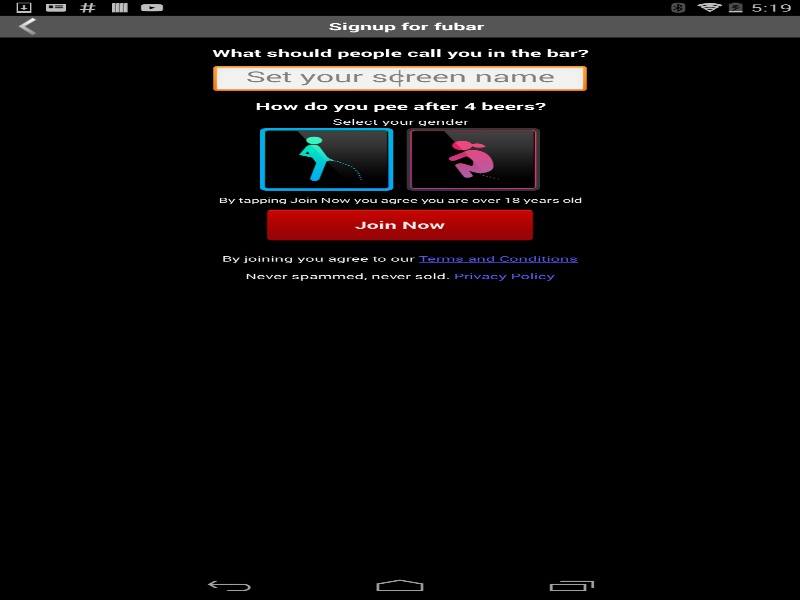 5:19
Signup for fubar
What should people call you in the bar?
Set your screen name
How do you pee after 4 beers?
Select your gender
By tapping Join Now you agree you are over 18 years old
Join Now
By joining you agree to our Terms and Conditions
Never spammed, never sold. Privacy Policy